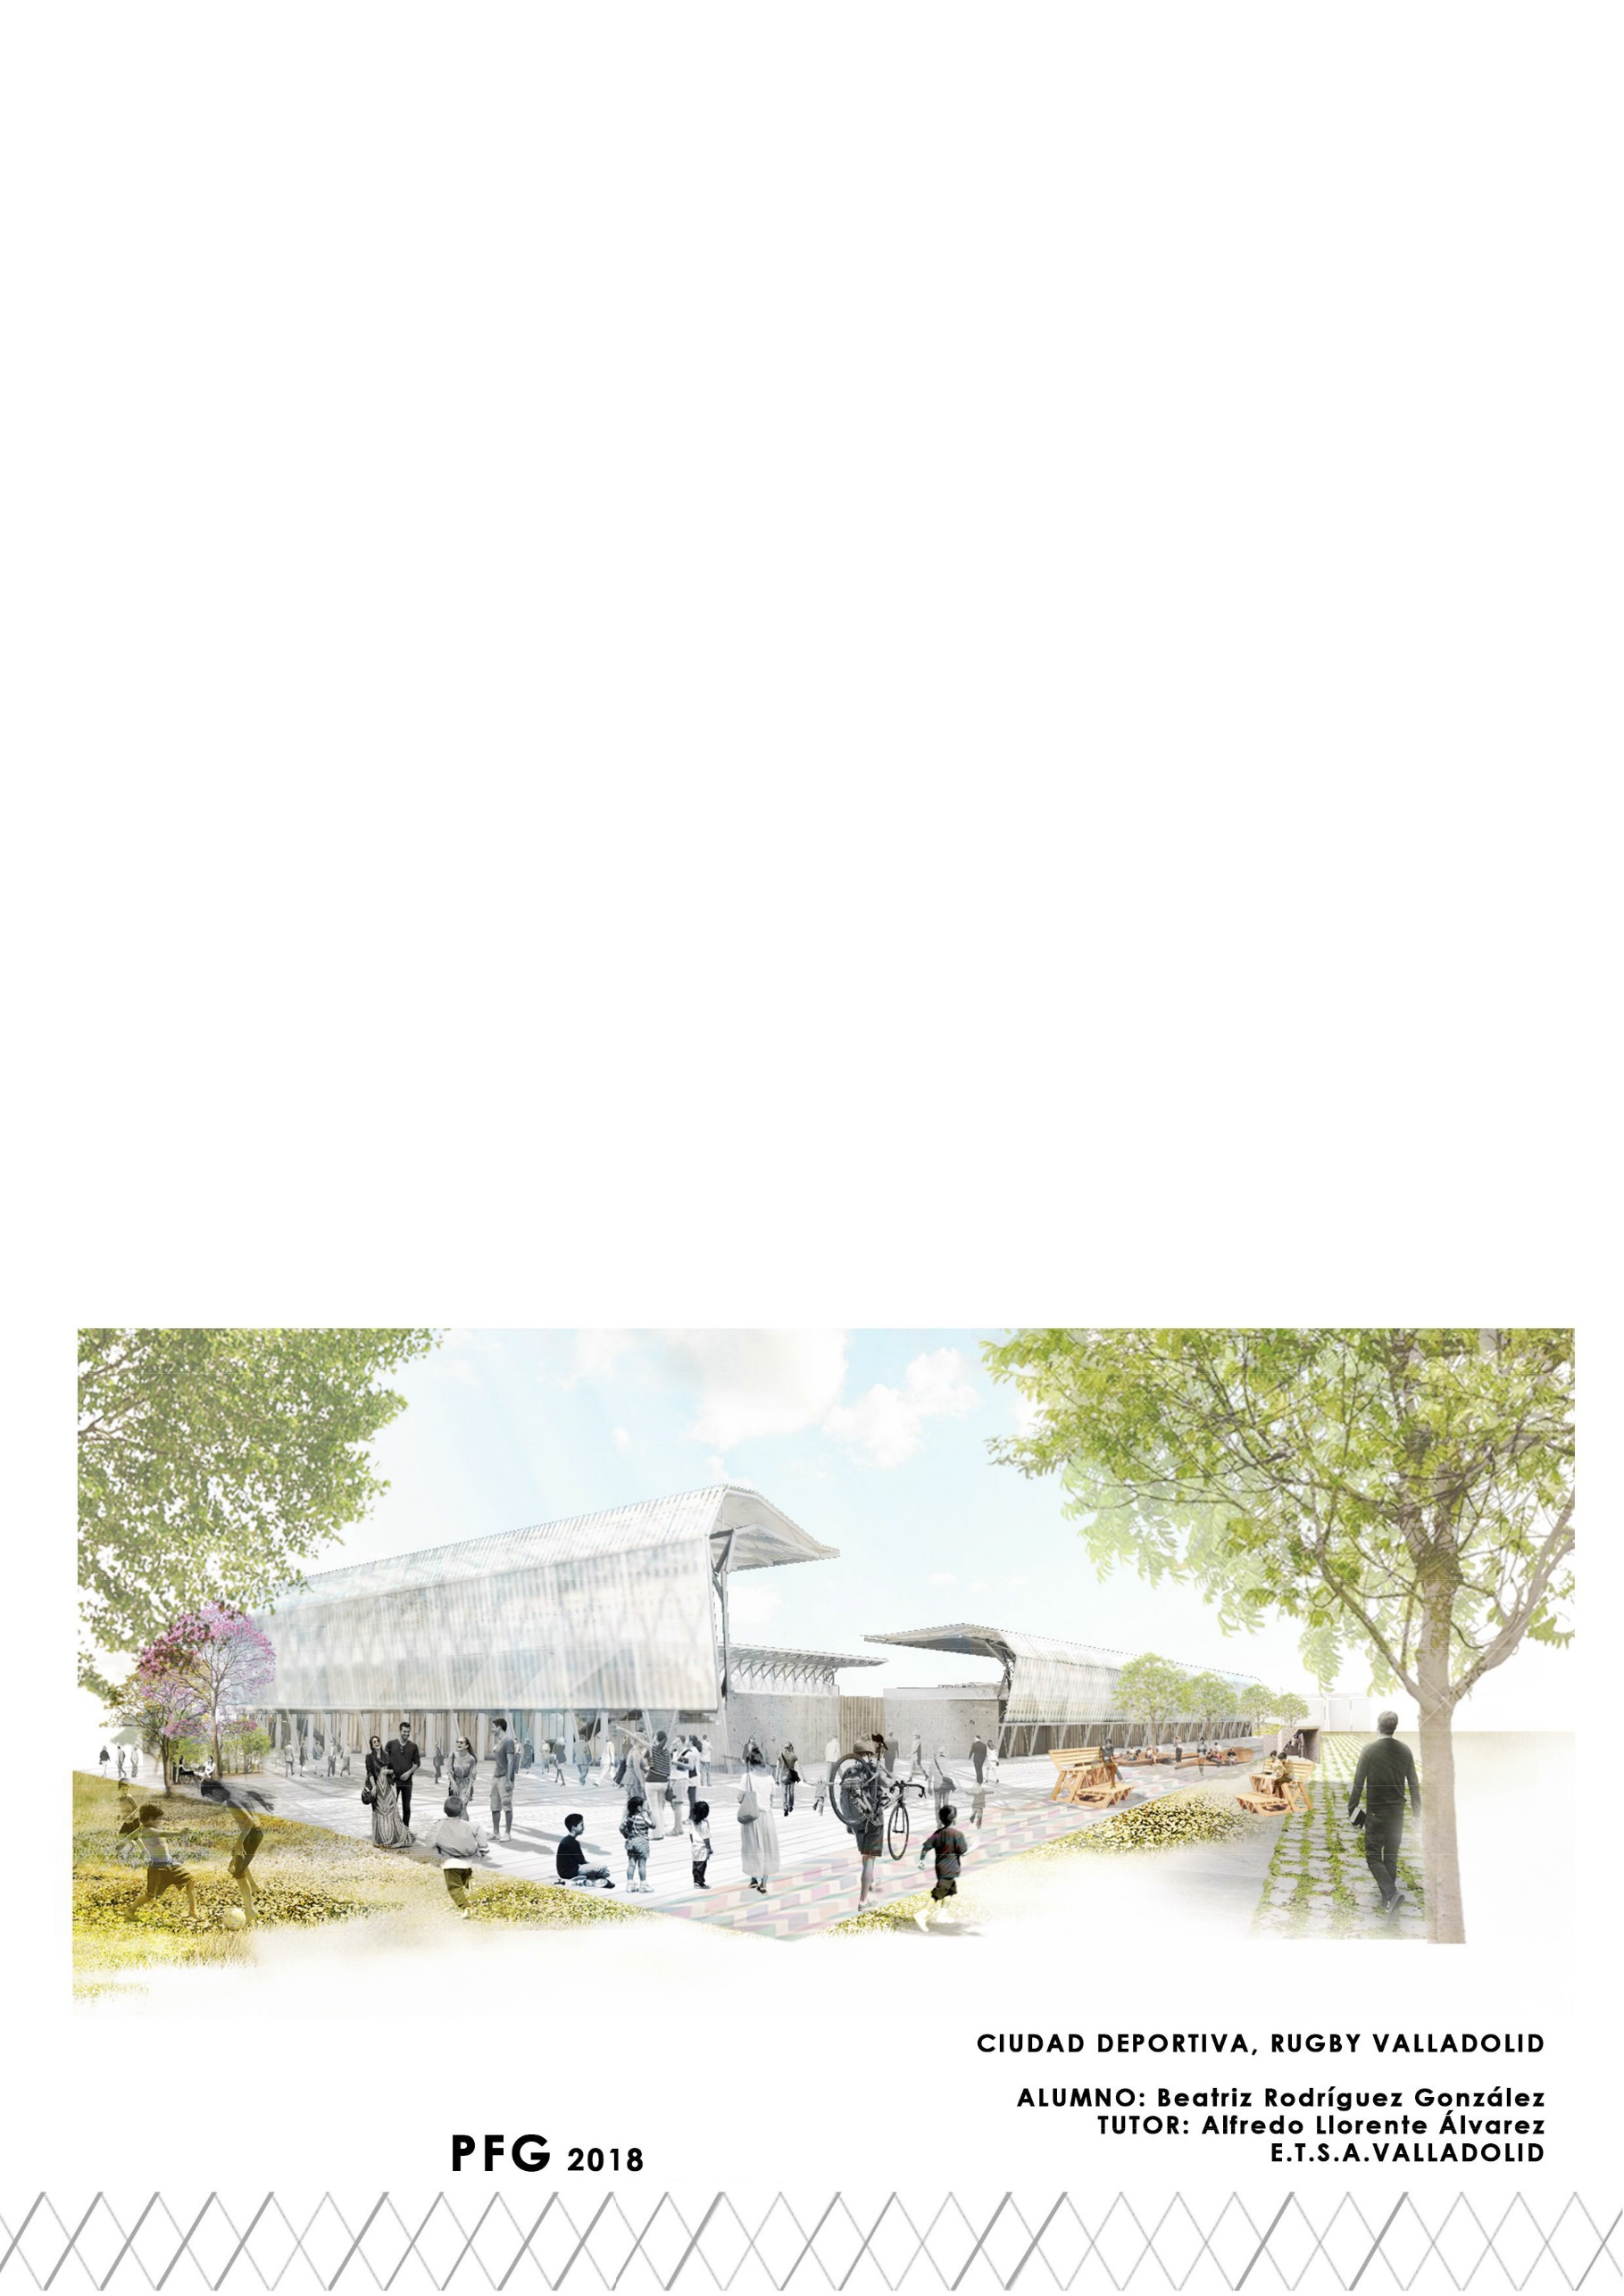 CIUDAD DEPORTIVA, RUGBY VALLADOLID
ALUMNO: Beatriz Rodríguez González
TUTOR: Alfredo Llorente Álvarez
E.T.S.A.VALLADOLID
PFG 2018